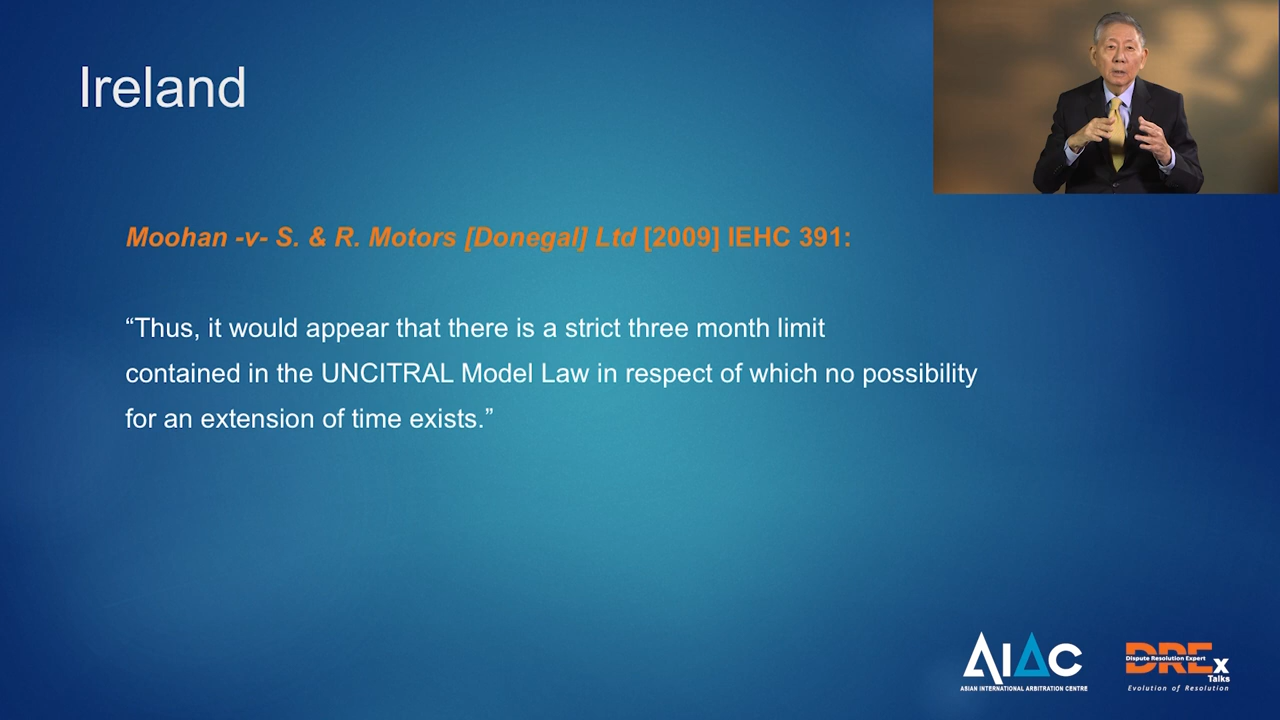 Ireland
Moohan -v- S. & R. Motors [Donegal] Ltd [2009] IEHC 391:
“Thus, it would appear that there is a strict three month limit
contained in the UNCITRAL Model Law in respect of which no possibility
for an extension of time exists.”
AIAC
ASIAN INTERNATIONAL ARBITRATION CENTRE
DREx
Dispute Resolution Expert
Talks
Evolution of Resolution